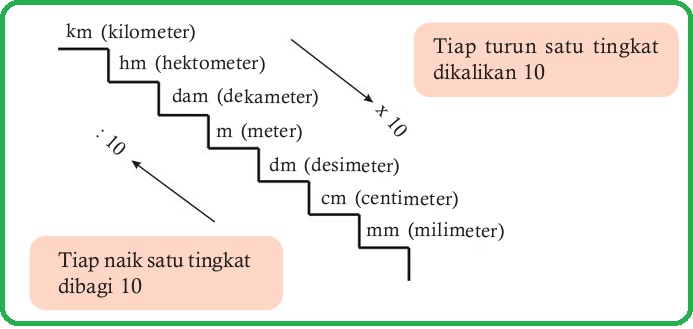 km (kilometer)
hm (hektometer)
dam (dekameter)
m (meter)
dm (desimeter)
cm (centimeter)
mm (milimeter)
x 10
Tiap turun satu tingkat
dikalikan 10
: 10
Tiap naik satu tingkat
dibagi 10